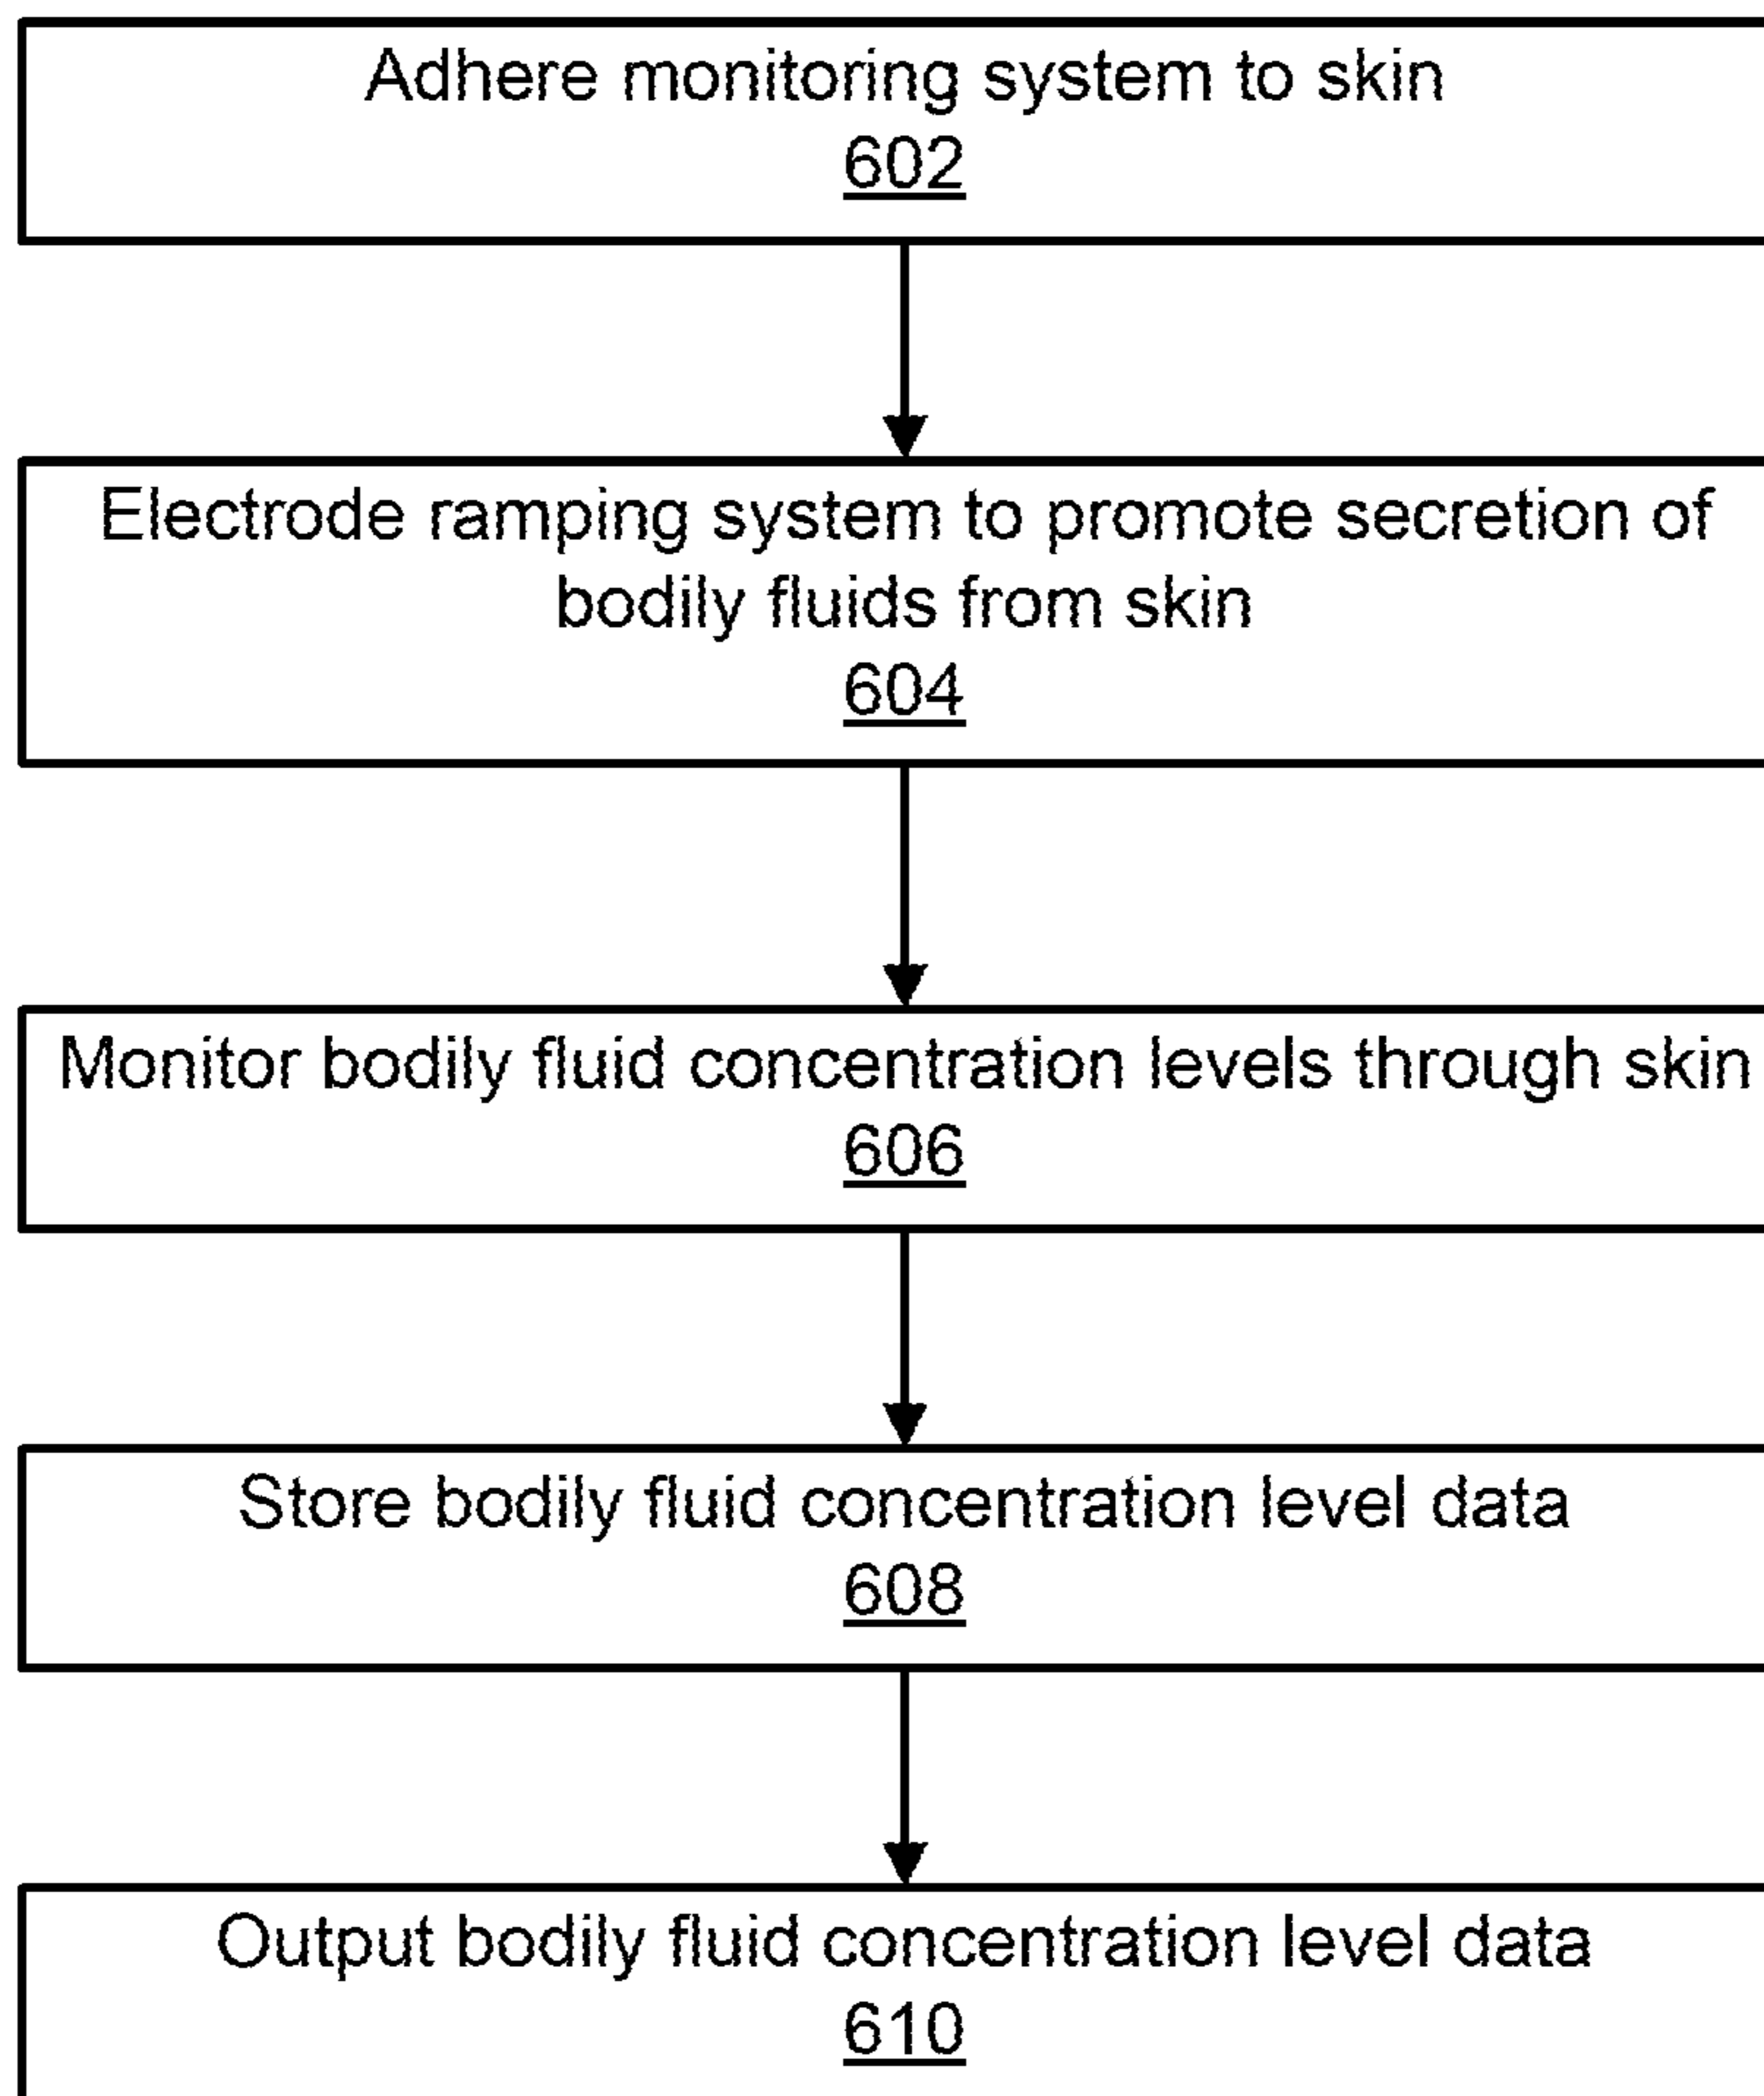 Adhere monitoring system to skin
602
Electrode ramping system to promote secretion of
bodily fluids from skin
604
Monitor bodily fluid concentration levels through skin
606
Store bodily fluid concentration level data
608
Output bodily fluid concentration level data
610